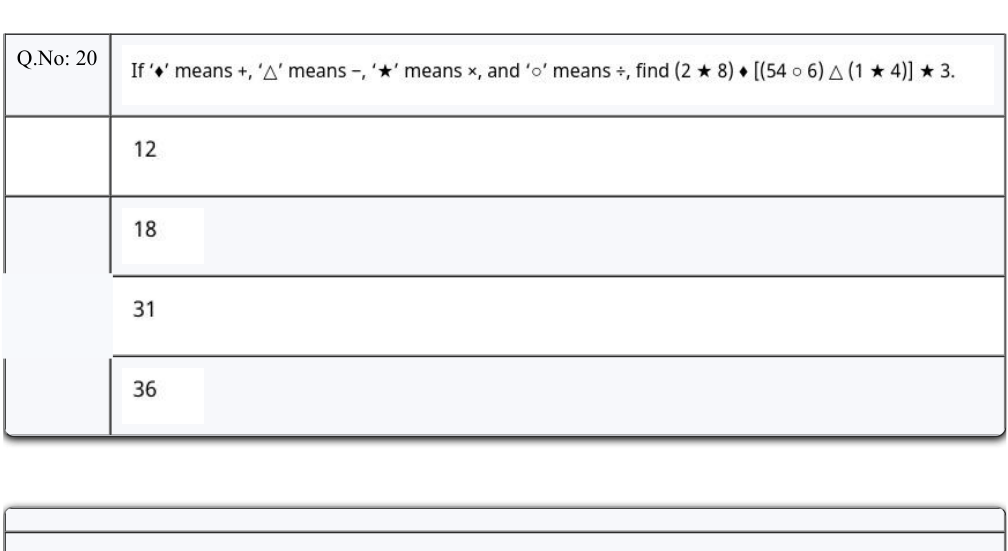 Q.No: 20
If ‘♦’ means +, ‘△’ means −, ‘★’ means ×, and ‘○’ means ÷, find (2 ★ 8) ♦ [(54 ○ 6) △ (1 ★ 4)] ★ 3.
12
18
31
36